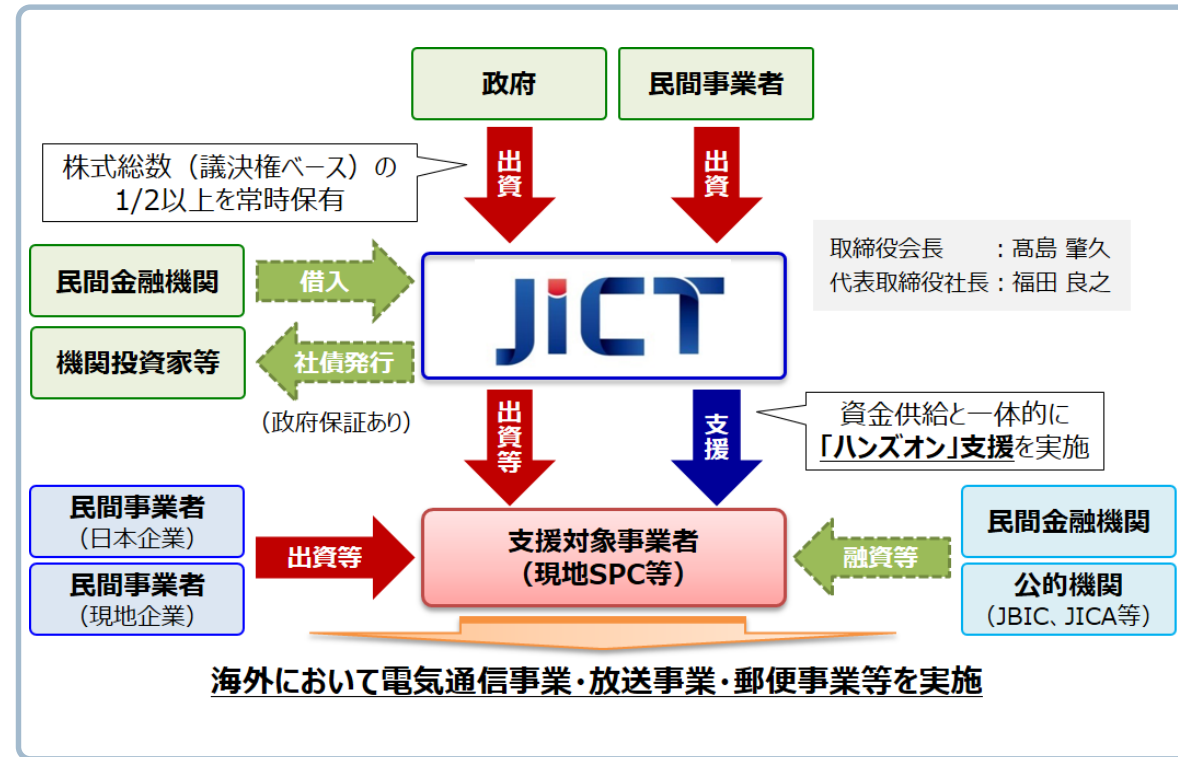 政府
民間事業者
出資
出資
株式総数（議決権ベース）の
1/2以上を常時保有
取締役会長　　：髙島 肇久
代表取締役社長：福田 良之
民間金融機関
借入
JICT
機関投資家等
社債発行
（政府保証あり）
出資等
支援
資金供給と一体的に
「ハンズオン」支援を実施
民間事業者
（日本企業）
民間事業者
（現地企業）
出資等
支援対象事業者
（現地SPC等）
融資等
民間金融機関
公的機関
（JBIC、JICA等）
海外において電気通信事業・放送事業・郵便事業等を実施